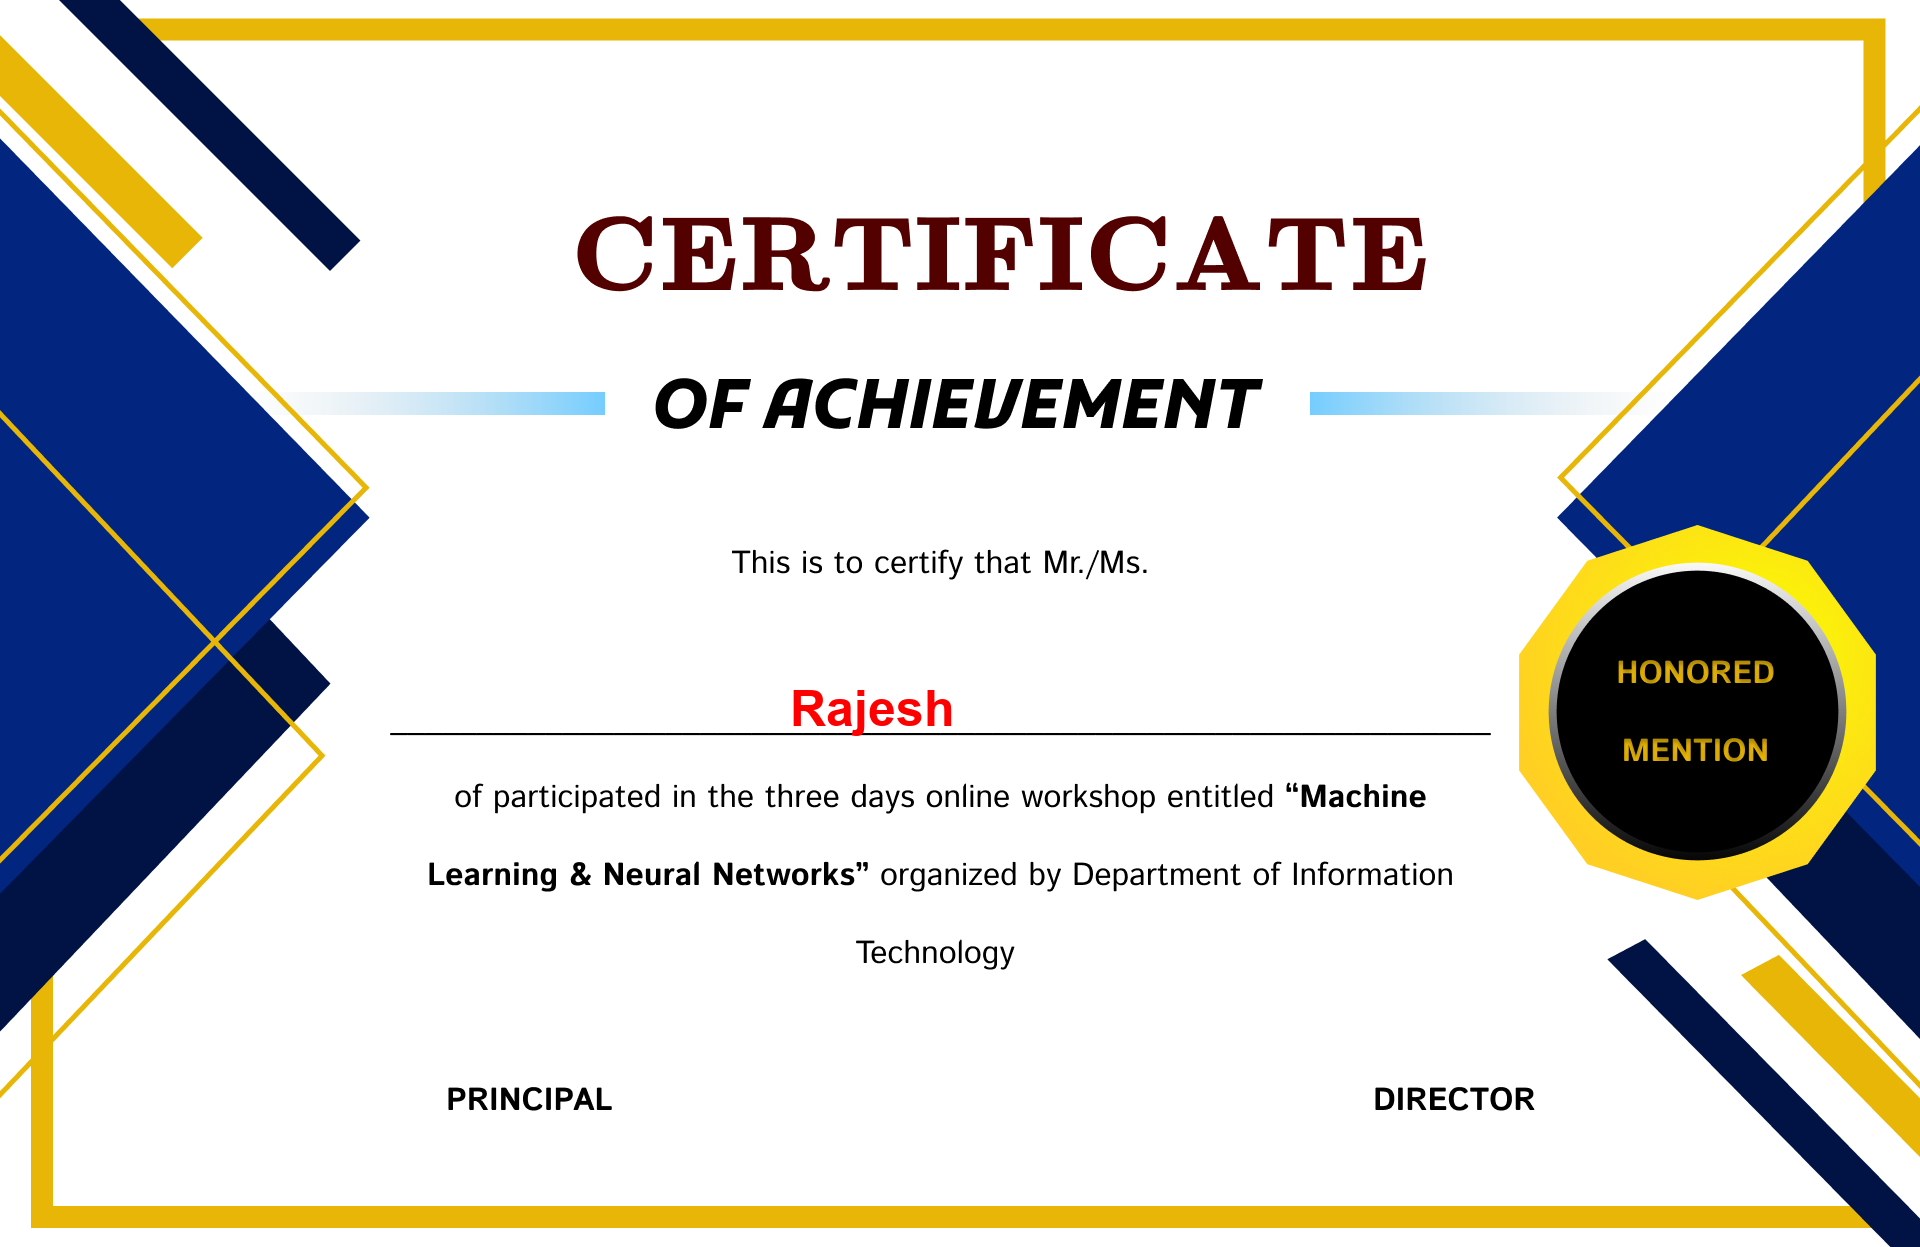 CERTIFICATE
OF ACHIEVEMENT
This is to certify that Mr./Ms.
Rajesh
HONORED
MENTION
of participated in the three days online workshop entitled “Machine
Learning & Neural Networks” organized by Department of Information
Technology
PRINCIPAL
DIRECTOR